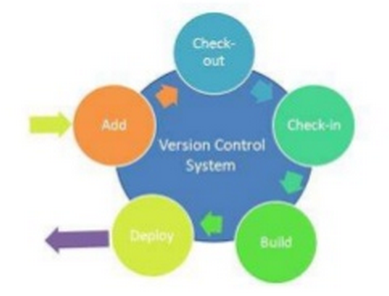 Check-
out
Add
Check-in
Version Control
System
Deploy
Build